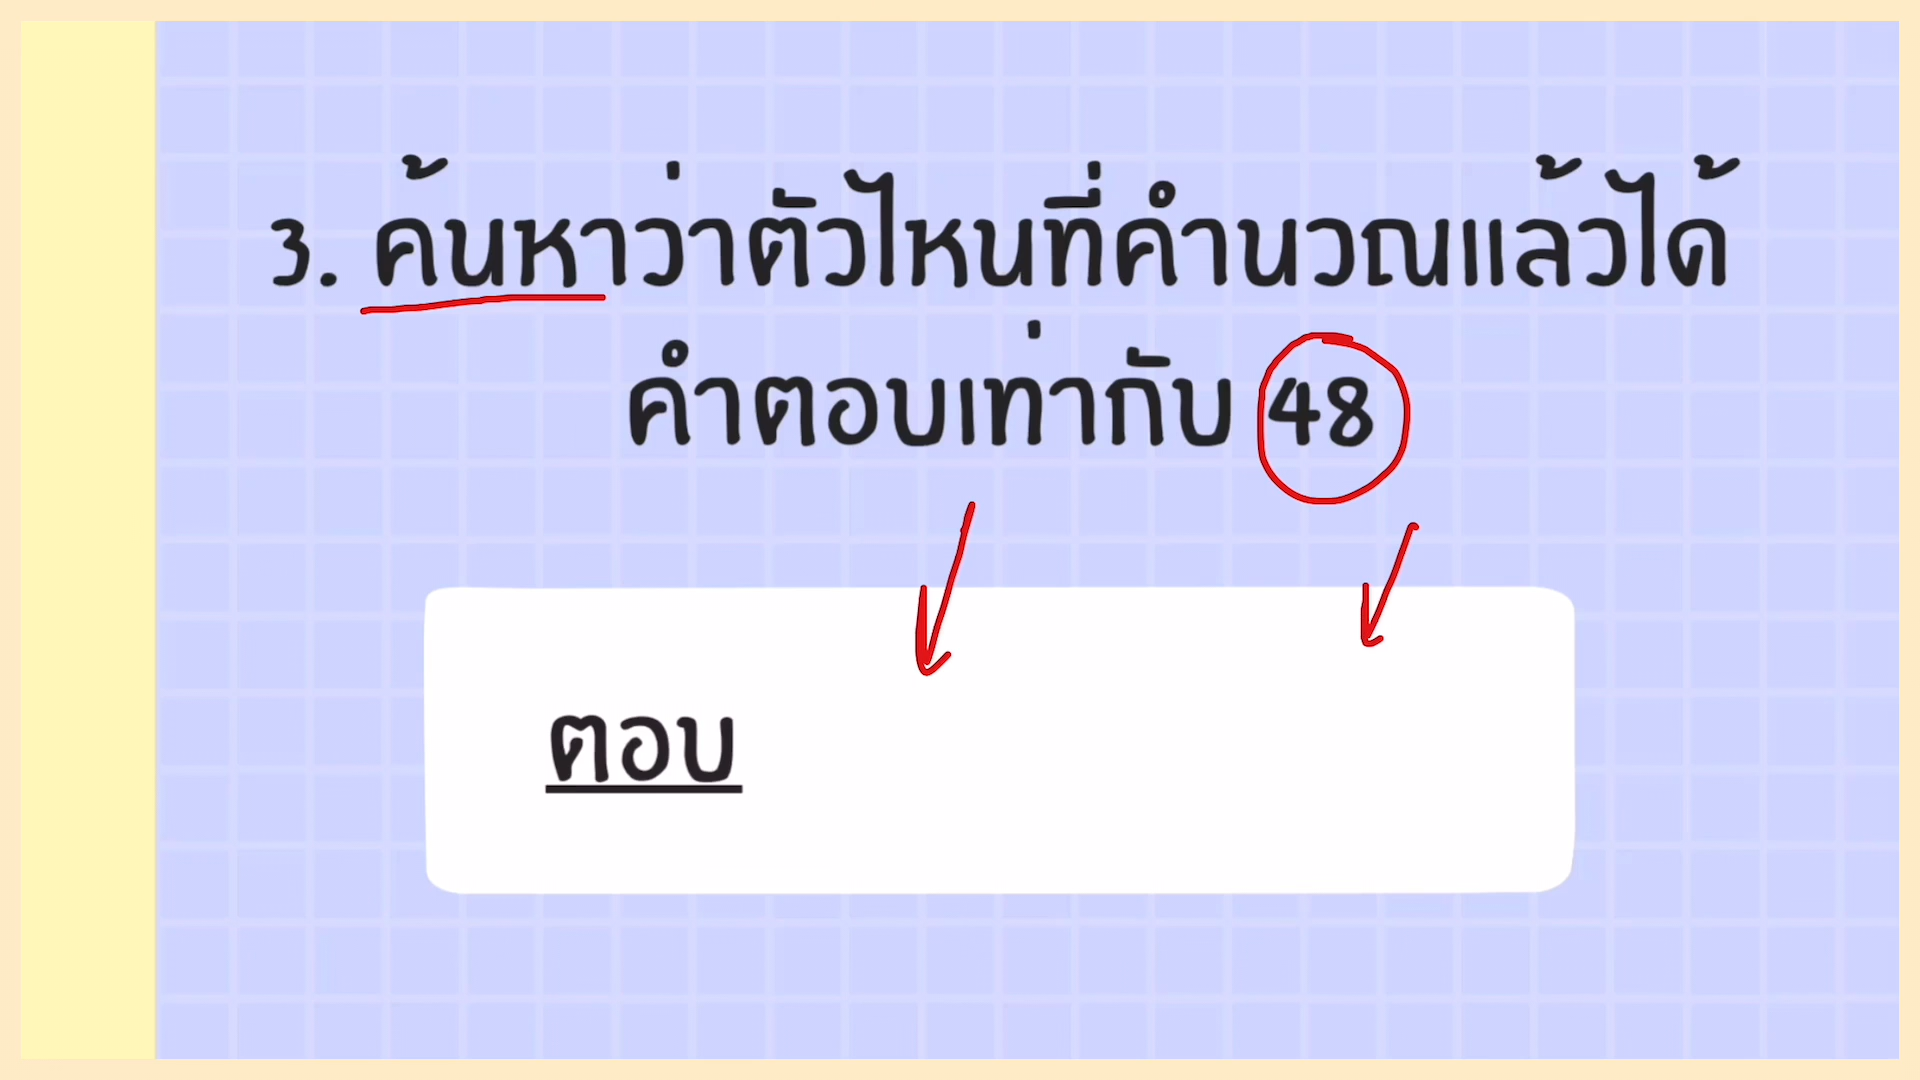 3. ค้นหาว่าตัวไหนที่คำนวณแล้วได้
คำตอบเท่ากับ 48
ตอบ